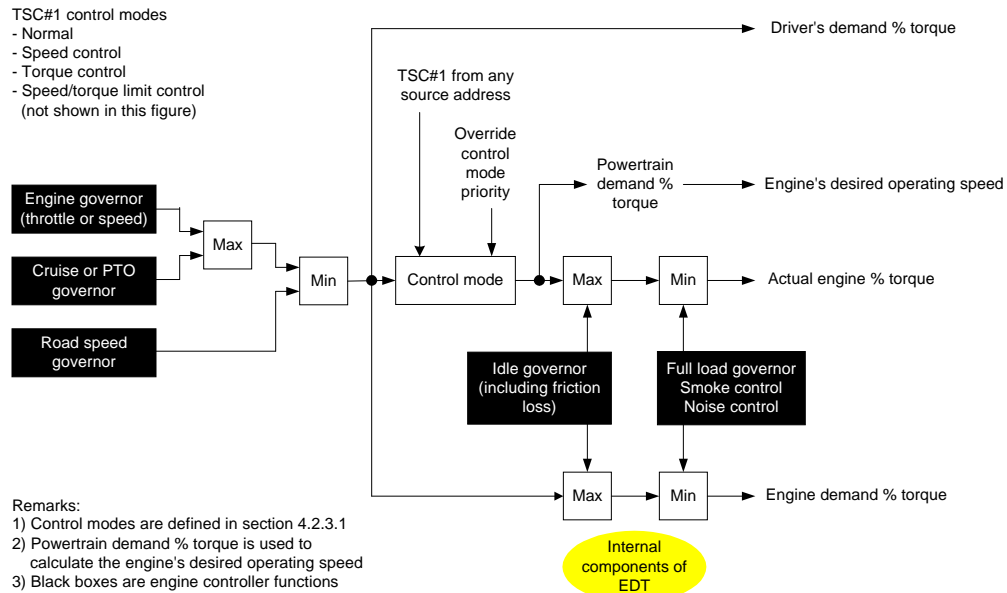 TSC#1 control modes
- Normal
- Speed control
- Torque control
- Speed/torque limit control
(not shown in this figure)
Driver's demand % torque
TSC#1 from any
source address
Override
control
mode
priority
Powertrain
demand %
torque
Engine's desired operating speed
Engine governor
(throttle or speed)
Max
Cruise or PTO
governor
Min
Control mode
Max
Min
Actual engine % torque
Road speed
governor
Idle governor
(including friction
loss)
Full load governor
Smoke control
Noise control
Max
Min
Engine demand % torque
Remarks:
1) Control modes are defined in section 4.2.3.1
2) Powertrain demand % torque is used to
calculate the engine's desired operating speed
3) Black boxes are engine controller functions
Internal
components of
EDT